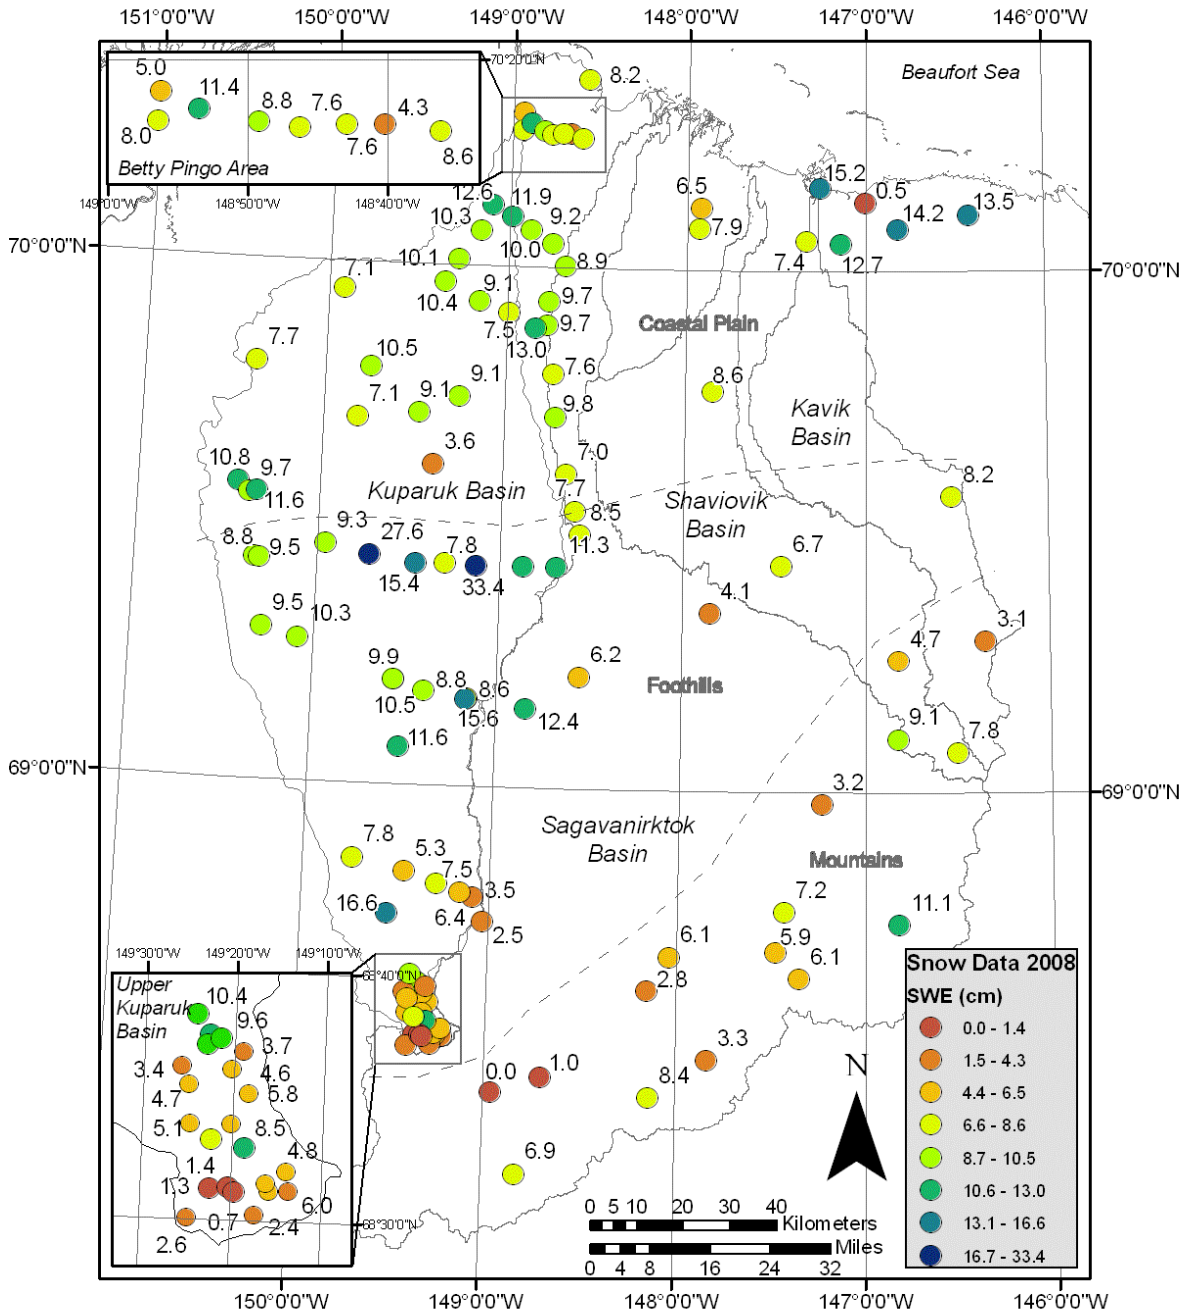 151°0'0"W 150°0'0"W 149°0'0"W 148°0'0"W 147°0'0"W 146°0'0"W
70°20'0"N
Beaufort Sea
5.0
11.4
8.8
7.6
4.3
8.0
7.6
8.6
Betty Pingo Area
149°0'0"W 148°50'0"W 148°40'0"W
8.2
12.6 11.9
10.3
9.2
10.0
10.1
8.9
10.4
9.1
9.7
7.5
9.7
13.0
7.1
7.7
10.5
7.1
9.1
9.1
7.6
9.8
3.6
7.0
7.7
8.5
11.3
6.5
7.9
15.2
0.5
14.2
13.5
7.4
12.7
70°0'0"N
70°0'0"N
Coastal Plain
8.6
Kavik
Basin
8.2
10.8
9.7
11.6
Kuparuk Basin
Shaviovik
Basin
8.8
9.5
9.3
27.6
15.4
7.8
33.4
6.7
4.1
3.1
4.7
9.5
10.3
9.9
10.5
8.8
8.6
15.6
6.2
12.4
11.6
Foothills
9.1
7.8
69°0'0"N
69°0'0"N
3.2
Sagavanirktok
Basin
Mountains
7.8
5.3
7.5
3.5
6.4
2.5
16.6
7.2
11.1
6.1
5.9
6.1
2.8
3.3
8.4
0.0
1.0
6.9
149°30'0"W 149°20'0"W 149°10'0"W
68°40'0"N
Upper
Kuparuk
Basin
10.4
9.6
3.7
3.4
4.6
4.7
5.8
5.1
8.5
1.4
4.8
1.3
0.7
6.0
2.4
2.6
68°30'0"N
N
Snow Data 2008
SWE (cm)
0.0 - 1.4
1.5 - 4.3
4.4 - 6.5
6.6 - 8.6
8.7 - 10.5
10.6 - 13.0
13.1 - 16.6
16.7 - 33.4
0 5 10 20 30 40
Kilometers
Miles
0 4 8 16 24 32
150°0'0"W 149°0'0"W 148°0'0"W 147°0'0"W 146°0'0"W